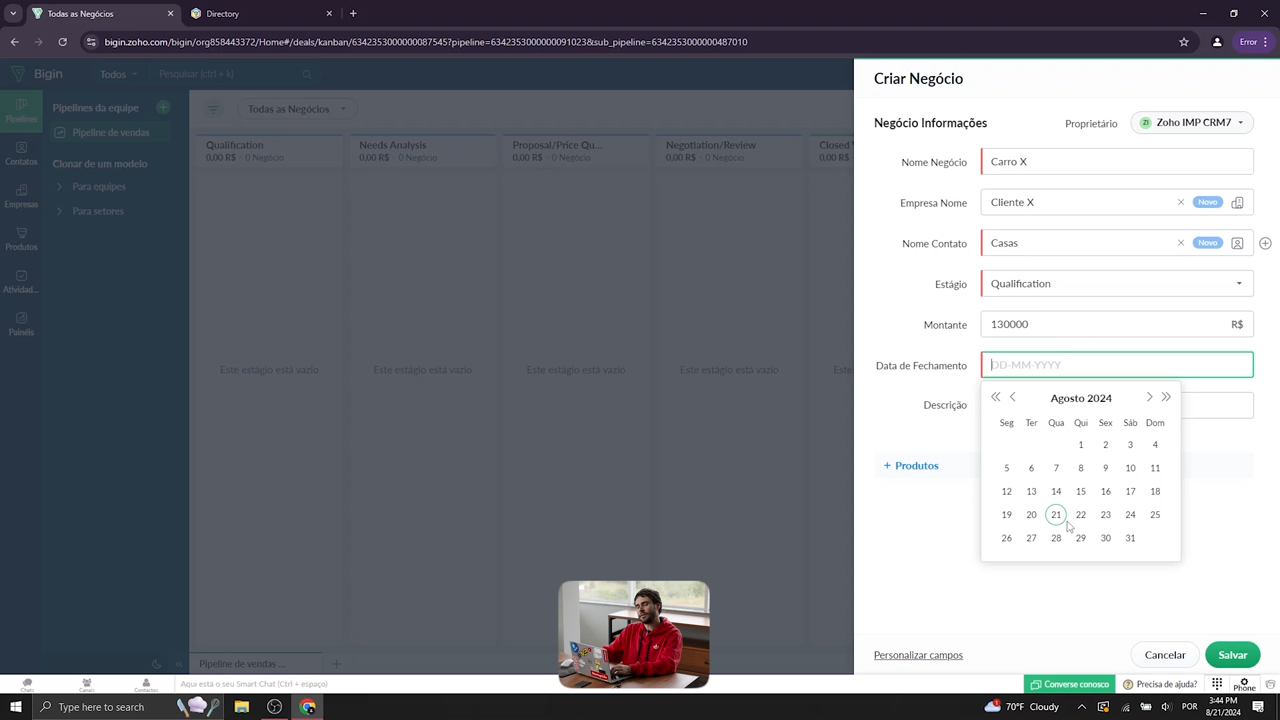 Todos os Negócios | Bigin
Directory
bigin.zoho.com/bigin/org858443372/Home#/deals/kanban/6342353000000087545?pipeline=6342353000000091023&sub_pipeline=6342353000000487010
Error
Bigin
Todos
Pesquisar (ctrl + k)
Pipelines
Contatos
Empresas
Produtos
Atividad...
Painéis
Pipelines da equipe
Pipeline de vendas
Clonar de um modelo
Para equipes
Para setores
Todas as Negócios
Qualification
0,00 R$ · 0 Negócio
Needs Analysis
0,00 R$ · 0 Negócio
Proposal/Price Qu...
0,00 R$ · 0 Negócio
Negotiation/Review
0,00 R$ · 0 Negócio
Closed
0,00 R$
Este estágio está vazio
Este estágio está vazio
Este estágio está vazio
Este estágio está vazio
Pipeline de vendas ...
Criar Negócio
Negócio Informações
Proprietário
ZI Zoho IMP CRM7
Nome Negócio
Carro X
Empresa Nome
Cliente X
Novo
Nome Contato
Casas
Novo
Estágio
Qualification
Montante
130000
R$
Data de Fechamento
DD-MM-YYYY
Agosto 2024
Seg Ter Qua Qui Sex Sáb Dom
1 2 3 4
5 6 7 8 9 10 11
12 13 14 15 16 17 18
19 20 21 22 23 24 25
26 27 28 29 30 31
Descrição
+ Produtos
Personalizar campos
Cancelar
Salvar
Chats
Canais
Contactos
Aqui está o seu Smart Chat (Ctrl + espaço)
Converse conosco
Precisa de ajuda?
Phone
Type here to search
70°F Cloudy
POR
3:44 PM
8/21/2024